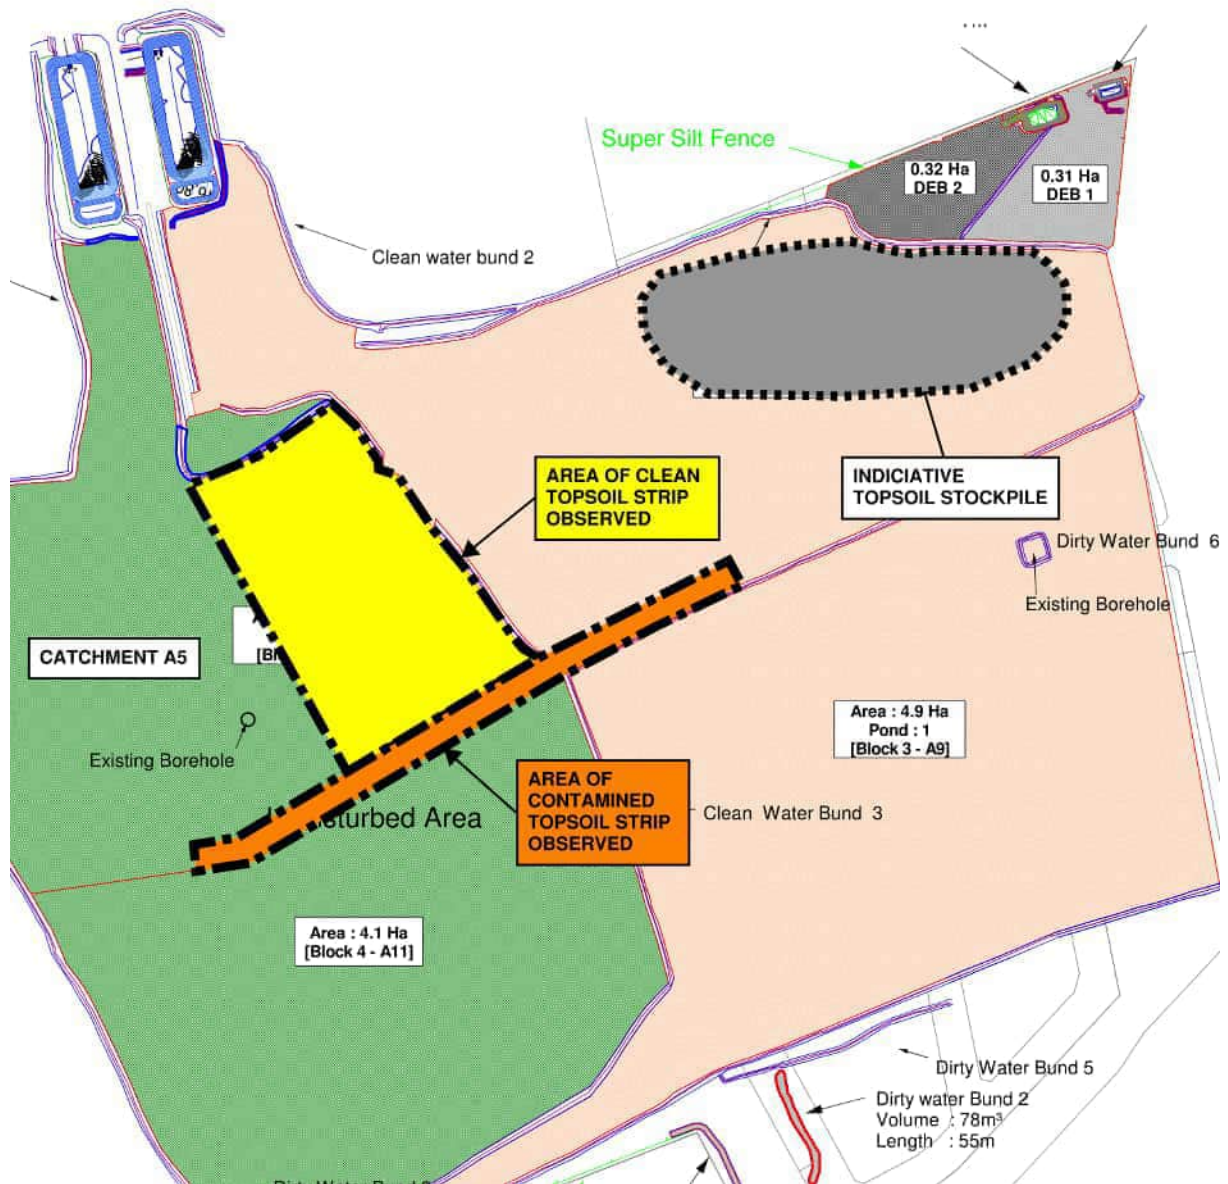 Super Silt Fence
0.32 Ha
DEB 2
0.31 Ha
DEB 1
Clean water bund 2
AREA OF CLEAN
TOPSOIL STRIP
OBSERVED
INDICIATIVE
TOPSOIL STOCKPILE
Dirty Water Bund 6
Existing Borehole
CATCHMENT A5
Existing Borehole
Area : 4.9 Ha
Pond : 1
[Block 3 - A9]
AREA OF
CONTAMINED
TOPSOIL STRIP
OBSERVED
Clean Water Bund 3
sturbed Area
Area : 4.1 Ha
[Block 4 - A11]
Dirty Water Bund 5
Dirty water Bund 2
Volume : 78m³
Length : 55m